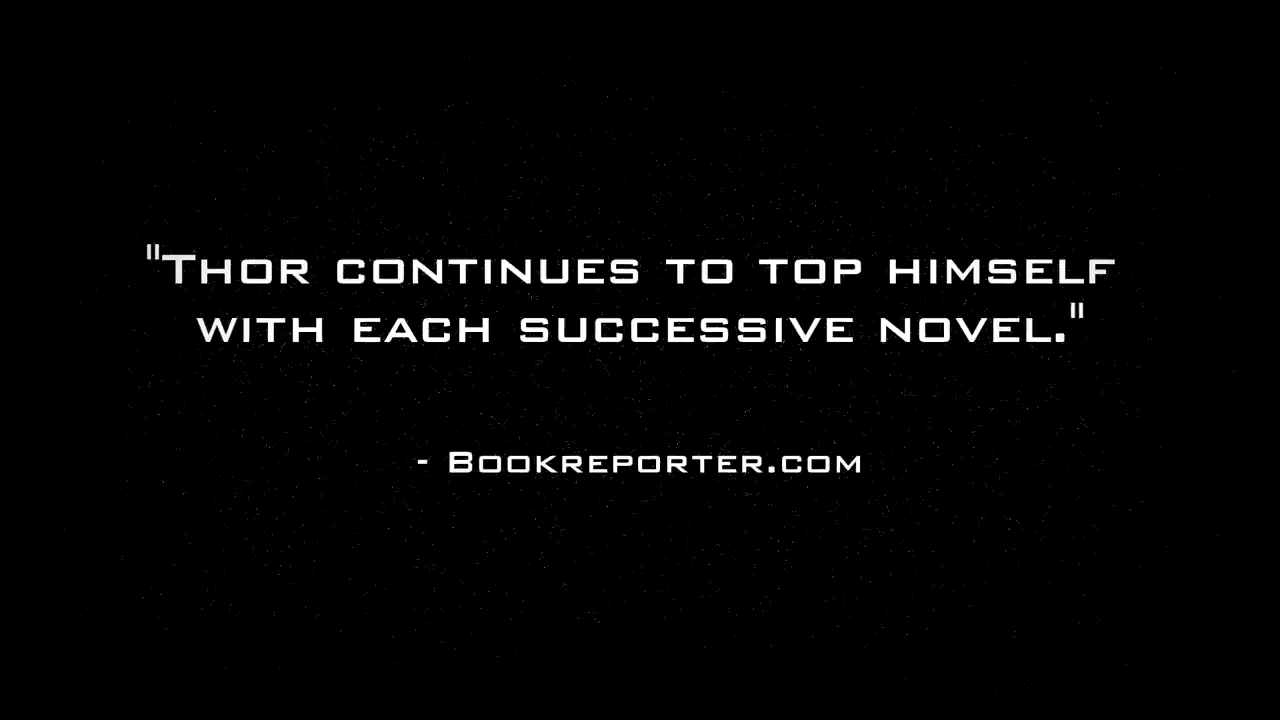 "Thor continues to top himself
with each successive novel."
- Bookreporter.com